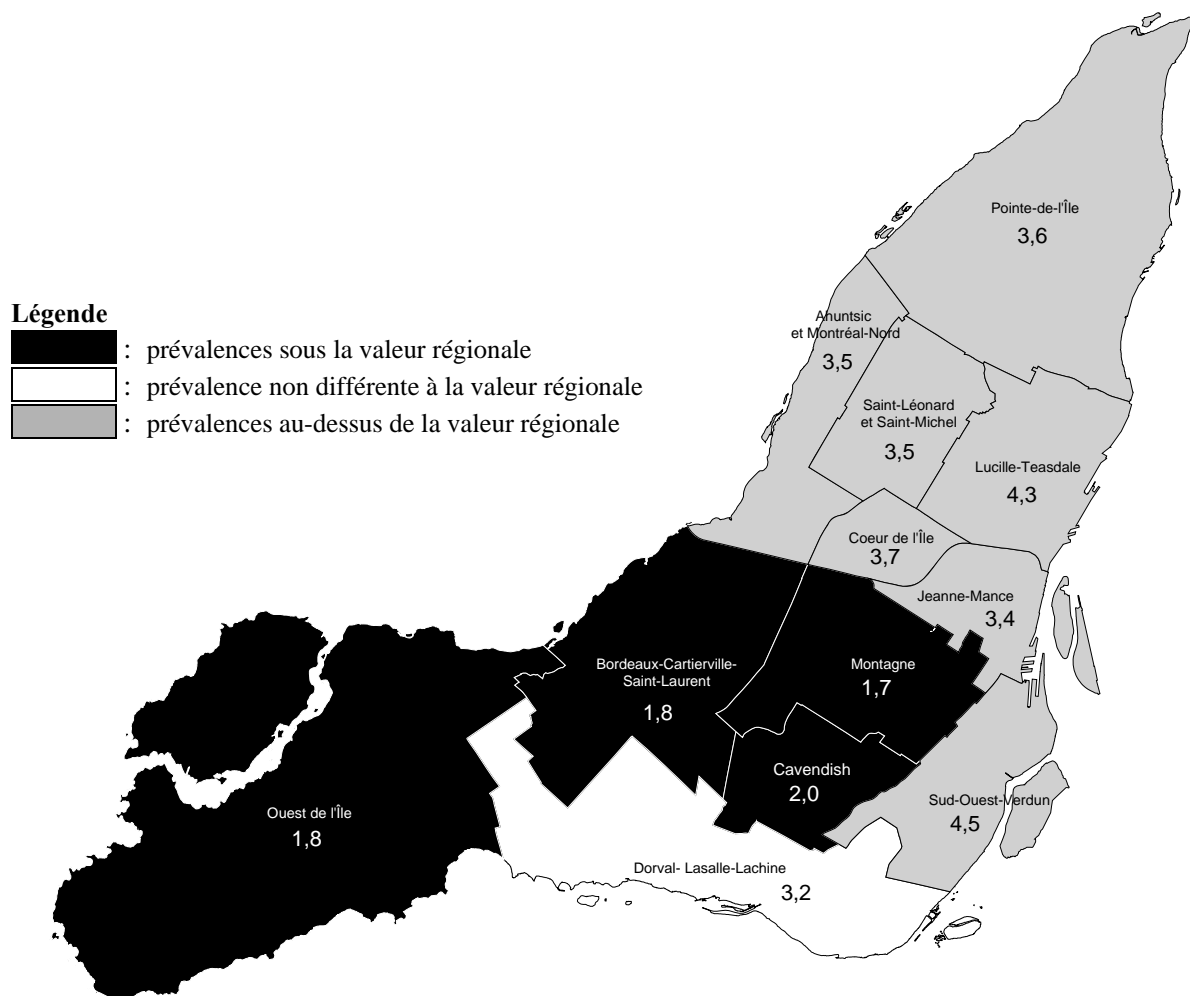 Pointe-de-l'Île
3,6
Légende
: prévalences sous la valeur régionale
: prévalence non différente à la valeur régionale
: prévalences au-dessus de la valeur régionale
Ahuntsic
et Montréal-Nord
3,5
Saint-Léonard
et Saint-Michel
3,5
Lucille-Teasdale
4,3
Coeur de l'Île
3,7
Jeanne-Mance
3,4
Bordeaux-Cartierville-
Saint-Laurent
1,8
Montagne
1,7
Cavendish
2,0
Ouest de l'Île
1,8
Sud-Ouest-Verdun
4,5
Dorval- Lasalle-Lachine
3,2